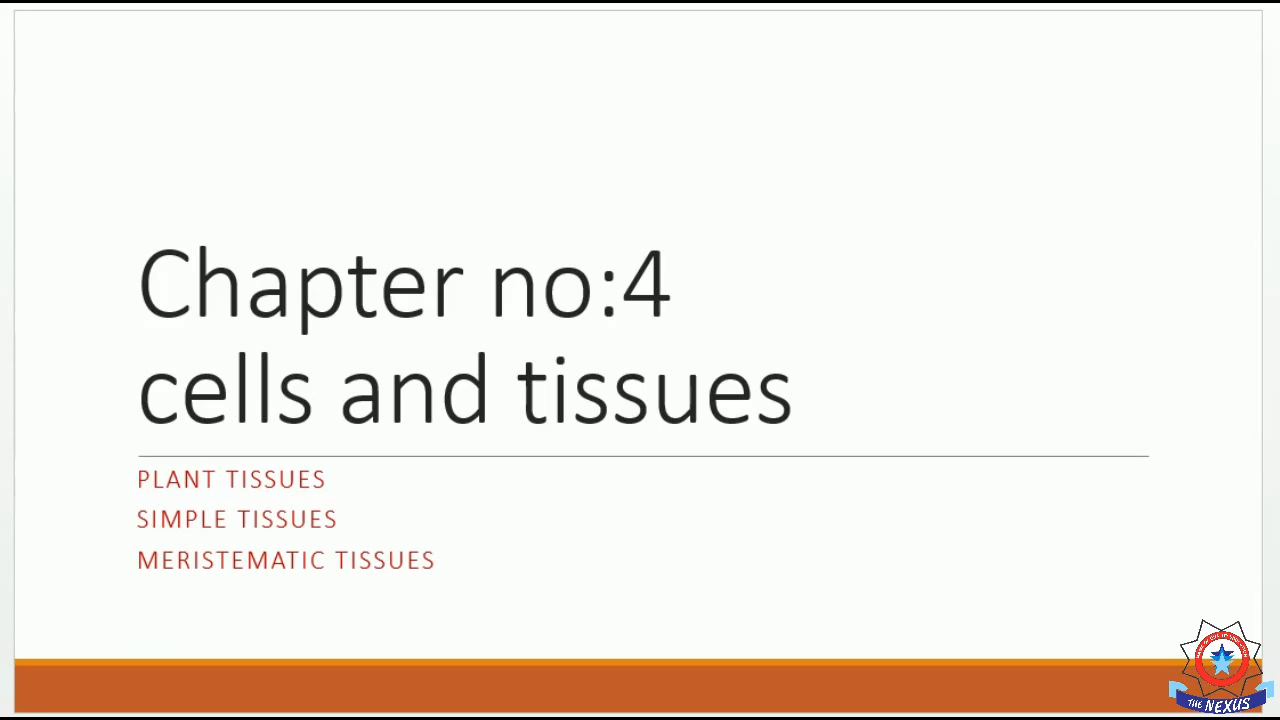 Chapter no:4
cells and tissues
PLANT TISSUES
SIMPLE TISSUES
MERISTEMATIC TISSUES
THE NEXUS